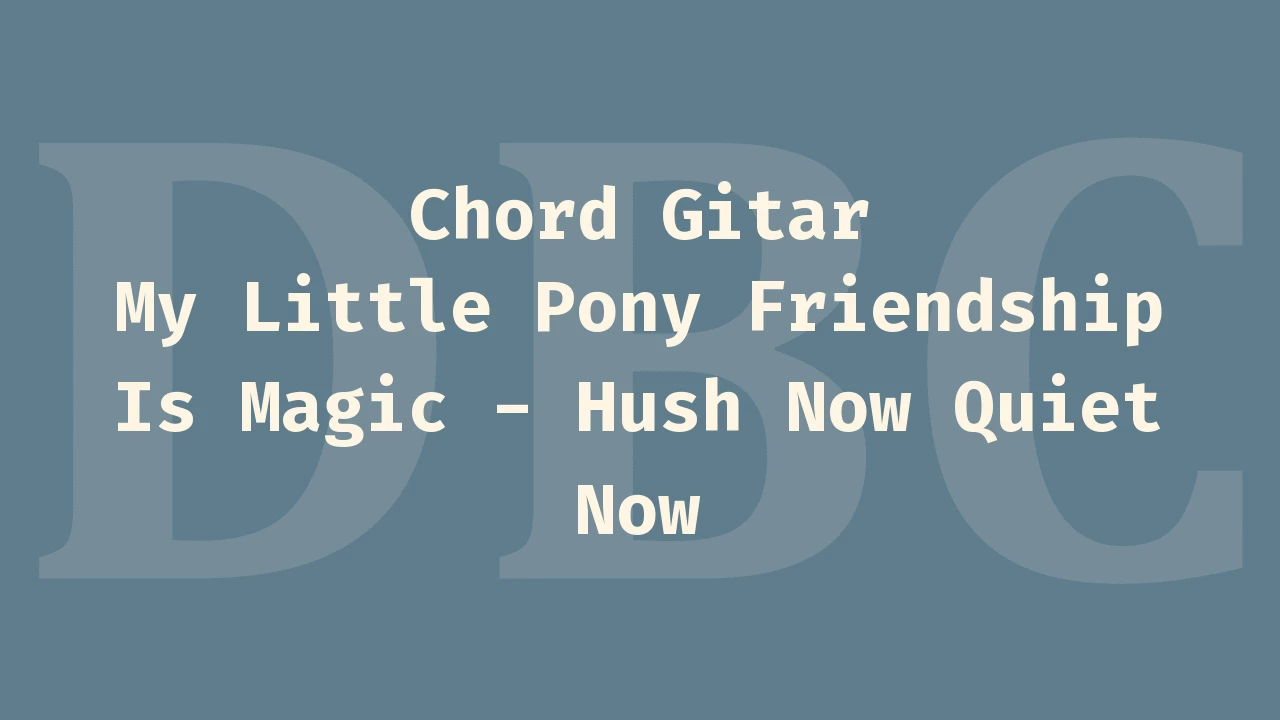 DBC
Chord Gitar
My Little Pony Friendship
Is Magic – Hush Now Quiet
Now